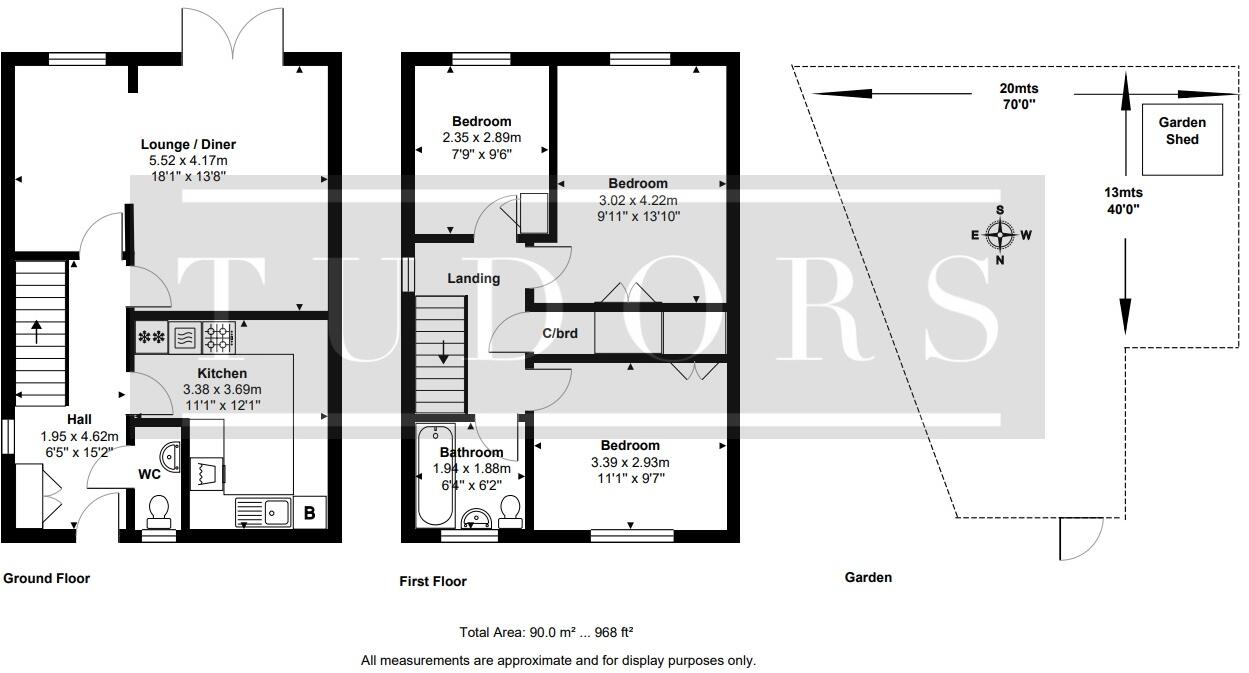 Lounge / Diner
5.52 x 4.17m
18'1" x 13'8"
Kitchen
3.38 x 3.69m
11'1" x 12'1"
Hall
1.95 x 4.62m
6'5" x 15'2"
WC
B
Ground Floor
Bedroom
2.35 x 2.89m
7'9" x 9'6"
Bedroom
3.02 x 4.22m
9'11" x 13'10"
Landing
C/brd
Bathroom
1.94 x 1.88m
6'4" x 6'2"
Bedroom
3.39 x 2.93m
11'1" x 9'7"
First Floor
20mts
70'0"
Garden
Shed
13mts
40'0"
S
E W
N
Garden
TUDORS
Total Area: 90.0 m² ... 968 ft²
All measurements are approximate and for display purposes only.